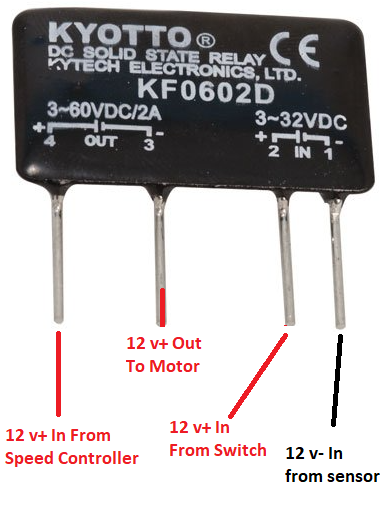 KYOTTO ® CE
DC SOLID STATE RELAY
KYTECH ELECTRONICS, LTD.
KF0602D
3~60VDC/2A
3~32VDC
+ - + -
4 OUT 3 2 IN 1
12 v+ Out
To Motor
12 v+ In From
Speed Controller
12 v+ In
From Switch
12 v- In
from sensor